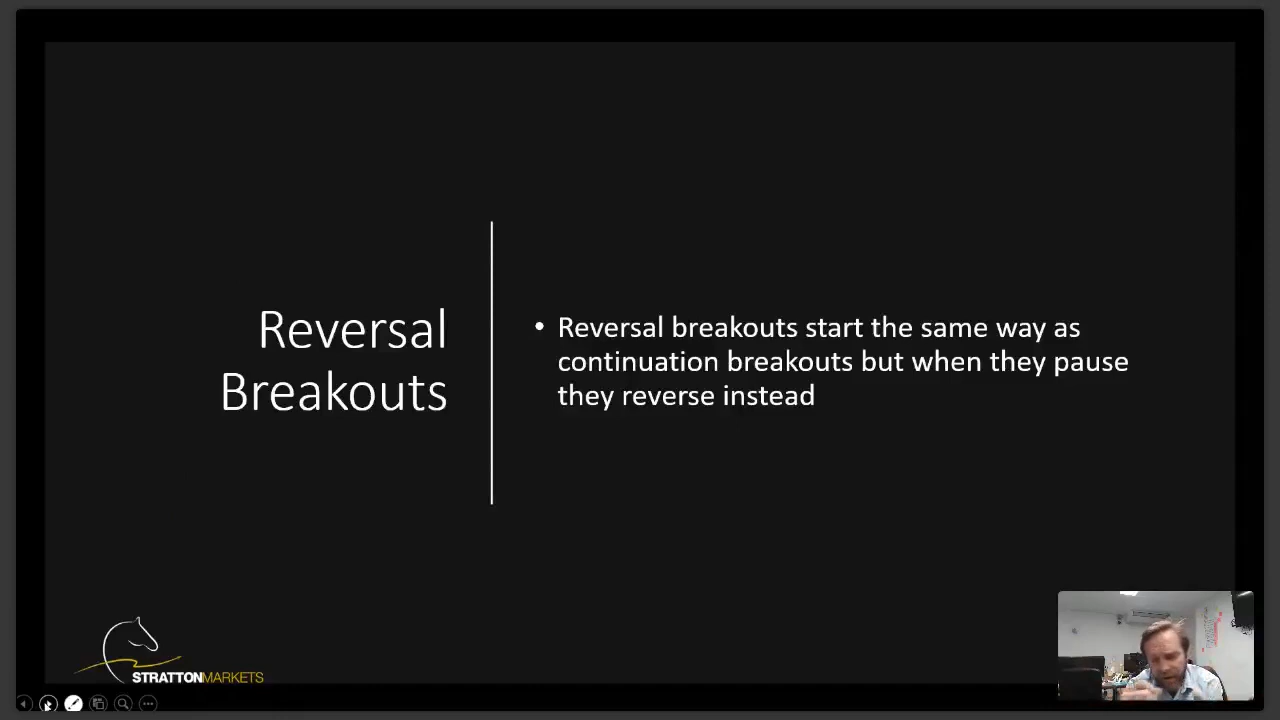 Reversal
Breakouts
• Reversal breakouts start the same way as
continuation breakouts but when they pause
they reverse instead
STRATTONMARKETS